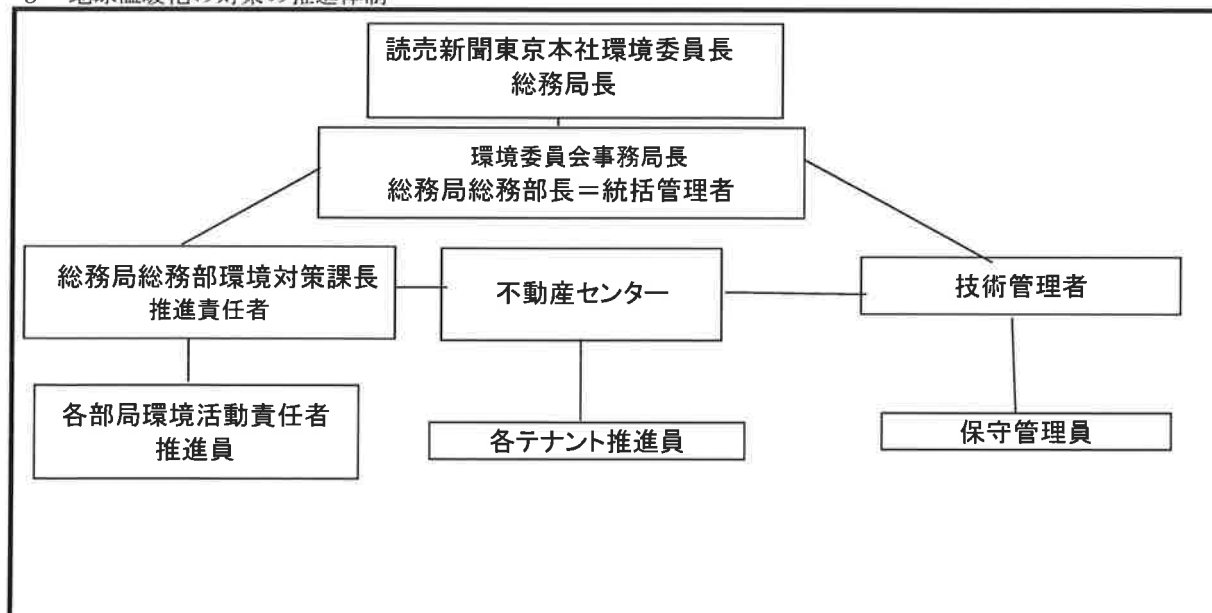 読売新聞東京本社環境委員長
総務局長
環境委員会事務局長
総務局総務部長＝統括管理者
総務局総務部環境対策課長
推進責任者
不動産センター
技術管理者
各部局環境活動責任者
推進員
各テナント推進員
保守管理員